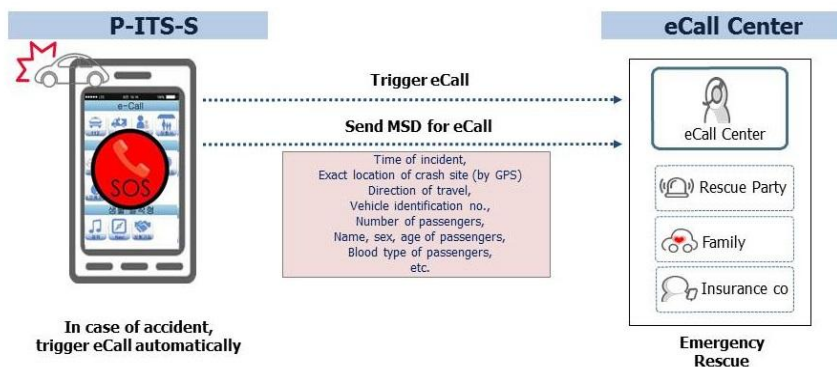 P-ITS-S
eCall Center
e-Call
SOS
Trigger eCall
Send MSD for eCall
Time of incident,
Exact location of crash site (by GPS)
Direction of travel,
Vehicle identification no.,
Number of passengers,
Name, sex, age of passengers,
Blood type of passengers,
etc.
eCall Center
Rescue Party
Family
Insurance co
In case of accident,
trigger eCall automatically
Emergency
Rescue